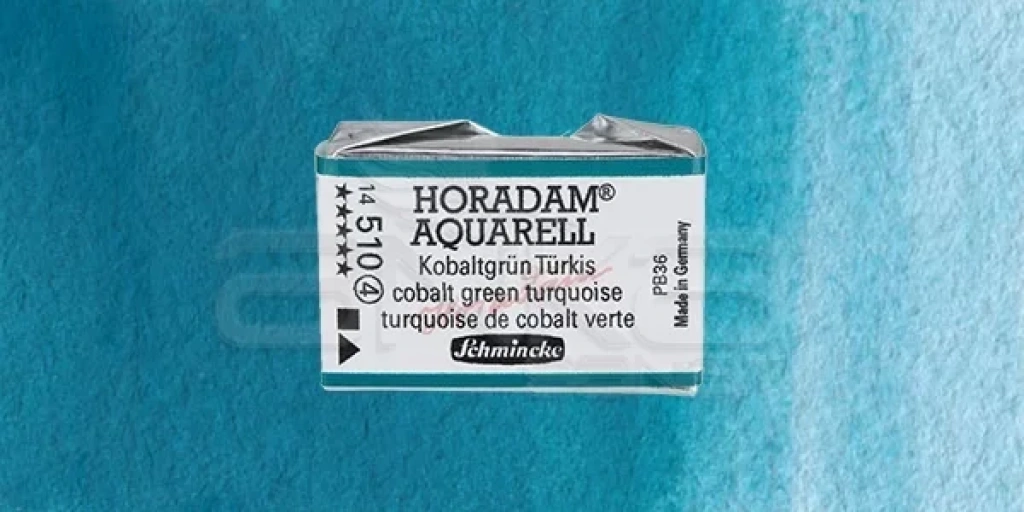 HORADAM®
AQUARELL
Kobaltgrün Türkis
cobalt green turquoise
turquoise de cobalt verte
Schmincke
14 510 4
PB36
Made in Germany